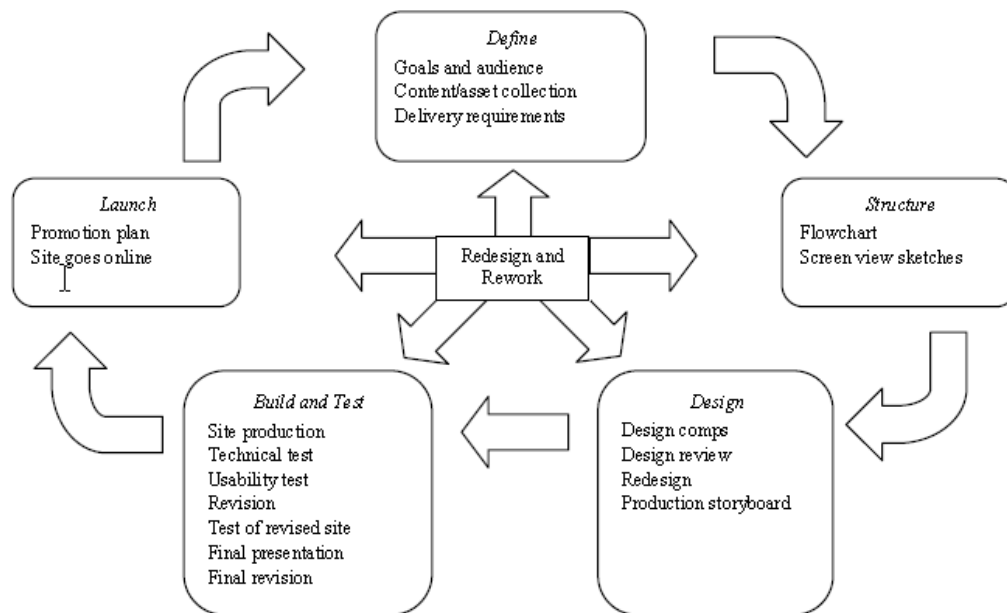 Define
Goals and audience
Content/asset collection
Delivery requirements
Launch
Promotion plan
Site goes online
Redesign and
Rework
Structure
Flowchart
Screen view sketches
Build and Test
Site production
Technical test
Usability test
Revision
Test of revised site
Final presentation
Final revision
Design
Design comps
Design review
Redesign
Production storyboard